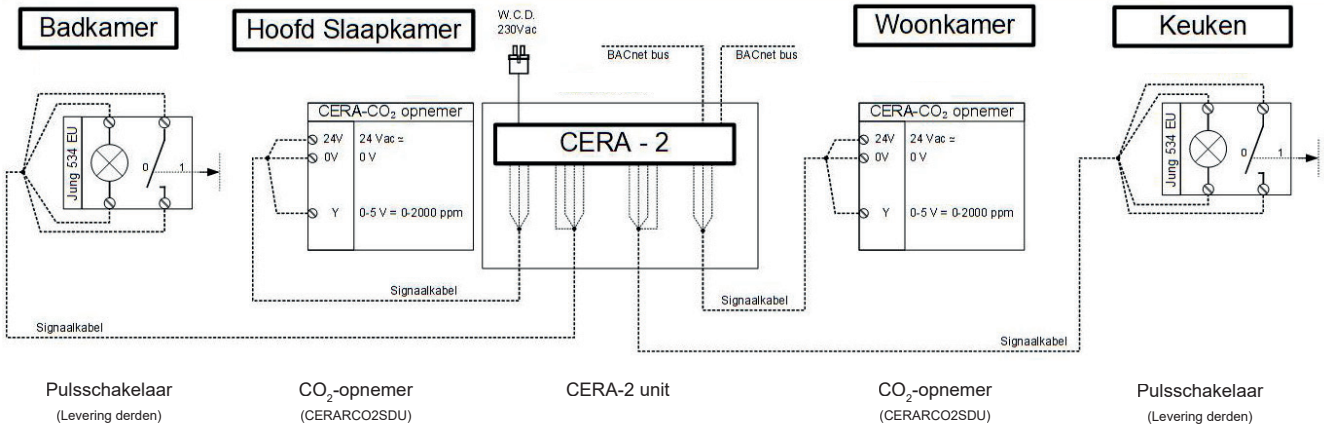 Badkamer
Hoofd Slaapkamer
W.C.D.
230Vac
BACnet bus
BACnet bus
Woonkamer
Keuken
Jung 534 EU
0 1
CERA-CO₂ opnemer
24V 24 Vac ≃
0V 0 V
Y 0-5 V = 0-2000 ppm
CERA - 2
CERA-CO₂ opnemer
24V 24 Vac ≃
0V 0 V
Y 0-5 V = 0-2000 ppm
Jung 534 EU
0 1
Signaalkabel
Signaalkabel
Signaalkabel
Signaalkabel
Pulsschakelaar
(Levering derden)
CO₂-opnemer
(CERARCO2SDU)
CERA-2 unit
CO₂-opnemer
(CERARCO2SDU)
Pulsschakelaar
(Levering derden)